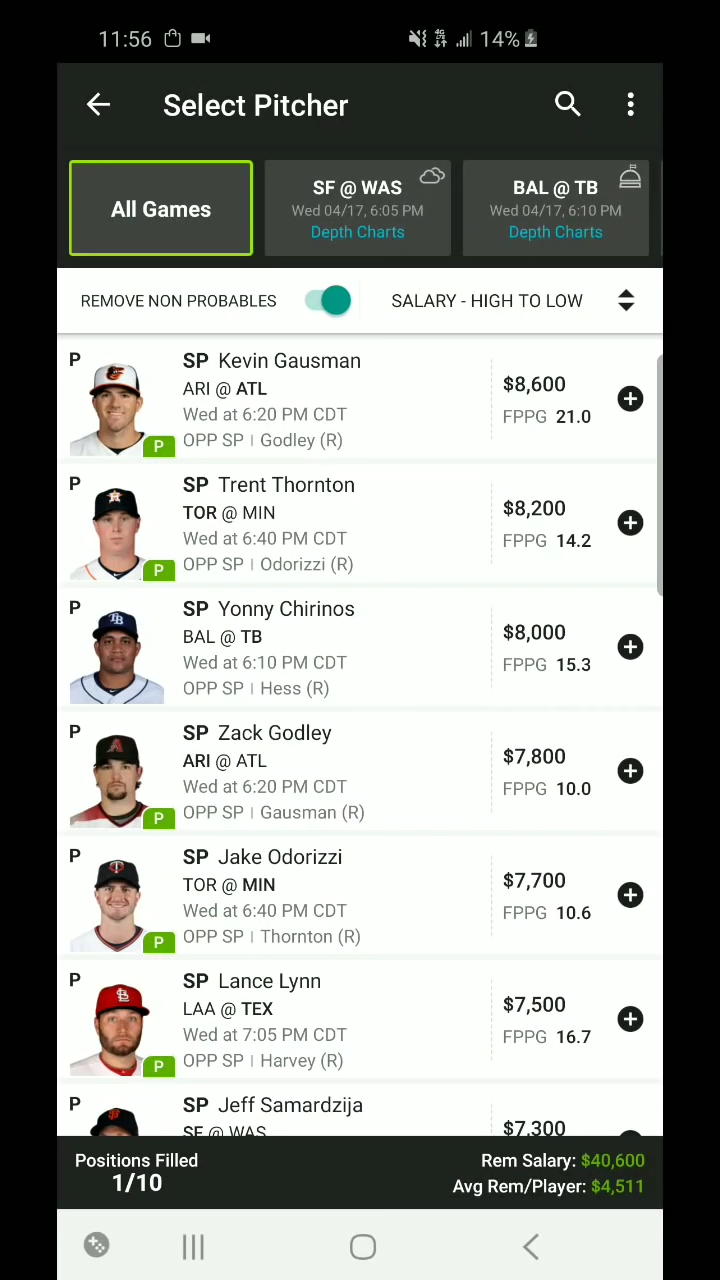 11:56
14%
Select Pitcher
All Games
SF @ WAS
Wed 04/17, 6:05 PM
Depth Charts
BAL @ TB
Wed 04/17, 6:10 PM
Depth Charts
REMOVE NON PROBABLES
SALARY - HIGH TO LOW
P SP Kevin Gausman
ARI @ ATL
Wed at 6:20 PM CDT
OPP SP | Godley (R)
P
$8,600
FPPG 21.0
P SP Trent Thornton
TOR @ MIN
Wed at 6:40 PM CDT
OPP SP | Odorizzi (R)
P
$8,200
FPPG 14.2
P SP Yonny Chirinos
BAL @ TB
Wed at 6:10 PM CDT
OPP SP | Hess (R)
$8,000
FPPG 15.3
P SP Zack Godley
ARI @ ATL
Wed at 6:20 PM CDT
OPP SP | Gausman (R)
P
$7,800
FPPG 10.0
P SP Jake Odorizzi
TOR @ MIN
Wed at 6:40 PM CDT
OPP SP | Thornton (R)
P
$7,700
FPPG 10.6
P SP Lance Lynn
LAA @ TEX
Wed at 7:05 PM CDT
OPP SP | Harvey (R)
P
$7,500
FPPG 16.7
P SP Jeff Samardzija
SF @ WAS
$7,300
Positions Filled
1/10
Rem Salary: $40,600
Avg Rem/Player: $4,511